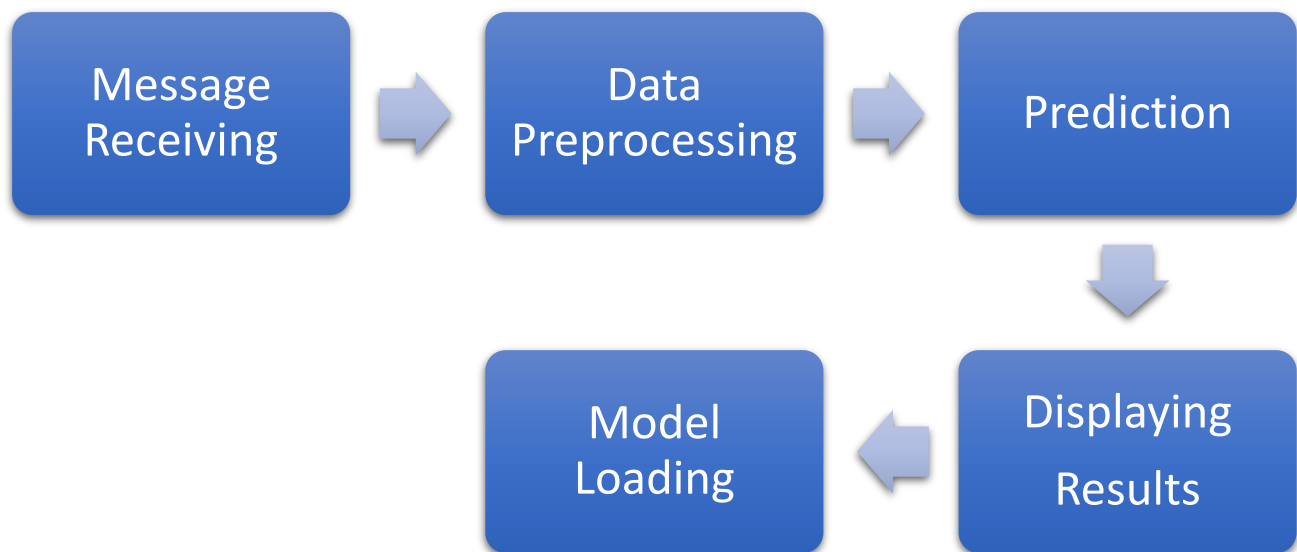 Message
Receiving
Data
Preprocessing
Prediction
Displaying
Results
Model
Loading